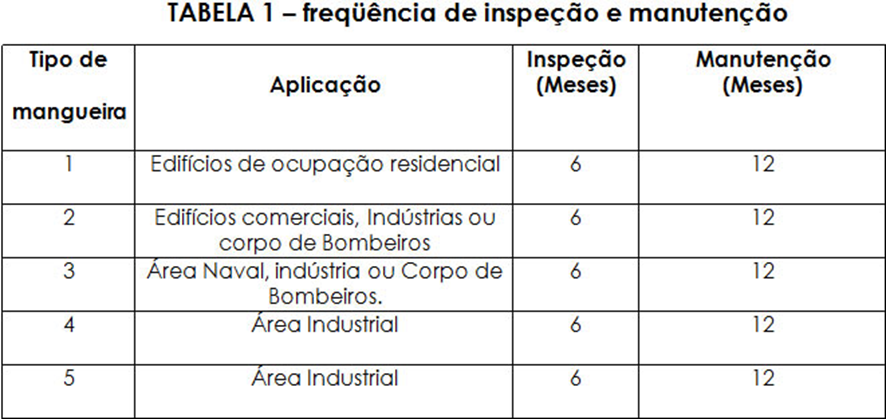 TABELA 1 – freqüência de inspeção e manutenção
Tipo de
mangueira
Aplicação
Inspeção
(Meses)
Manutenção
(Meses)
1
Edifícios de ocupação residencial
6
12
2
Edifícios comerciais, Indústrias ou
corpo de Bombeiros
6
12
3
Área Naval, indústria ou Corpo de
Bombeiros.
6
12
4
Área Industrial
6
12
5
Área Industrial
6
12